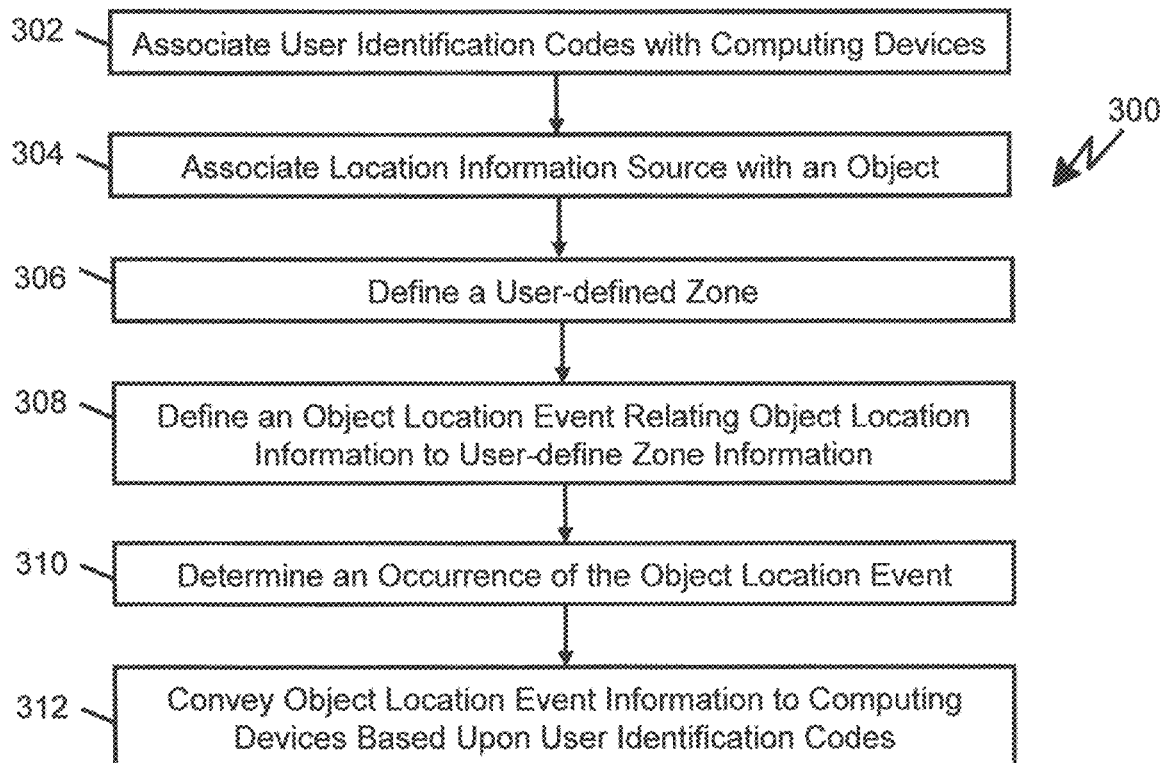 302
Associate User Identification Codes with Computing Devices
300
304
Associate Location Information Source with an Object
306
Define a User-defined Zone
308
Define an Object Location Event Relating Object Location
Information to User-define Zone Information
310
Determine an Occurrence of the Object Location Event
312
Convey Object Location Event Information to Computing
Devices Based Upon User Identification Codes